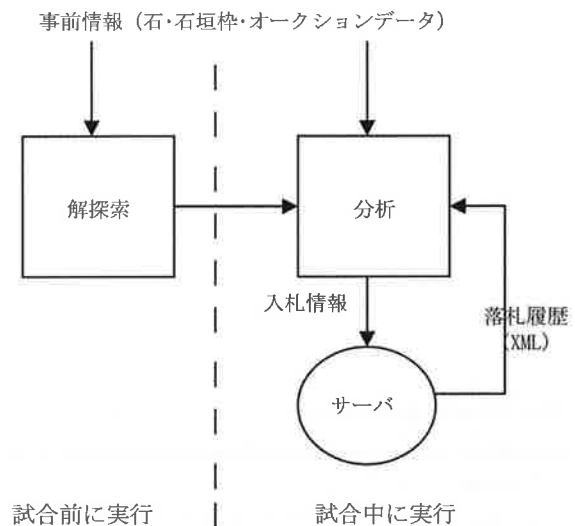 事前情報（石・石垣枠・オークションデータ）
解探索
分析
入札情報
落札履歴
(XML)
サーバ
試合前に実行
試合中に実行